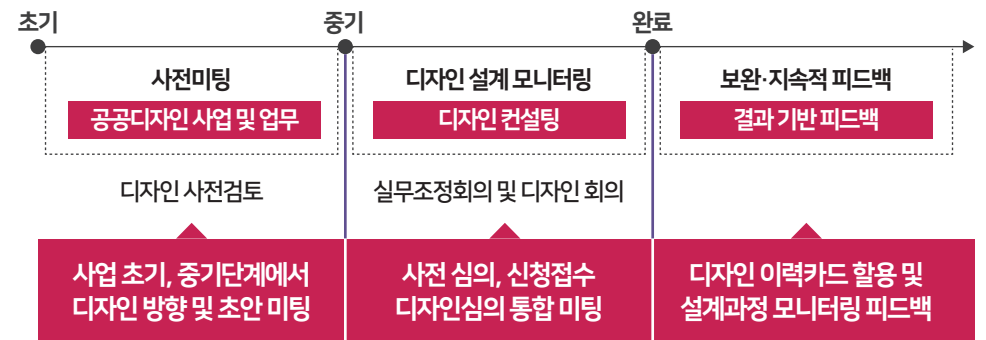 초기
중기
완료
사전미팅
공공디자인 사업 및 업무
디자인 설계 모니터링
디자인 컨설팅
보완·지속적 피드백
결과 기반 피드백
디자인 사전검토
실무조정회의 및 디자인 회의
사업 초기, 중기단계에서
디자인 방향 및 초안 미팅
사전 심의, 신청접수
디자인심의 통합 미팅
디자인 이력카드 할용 및
설계과정 모니터링 피드백